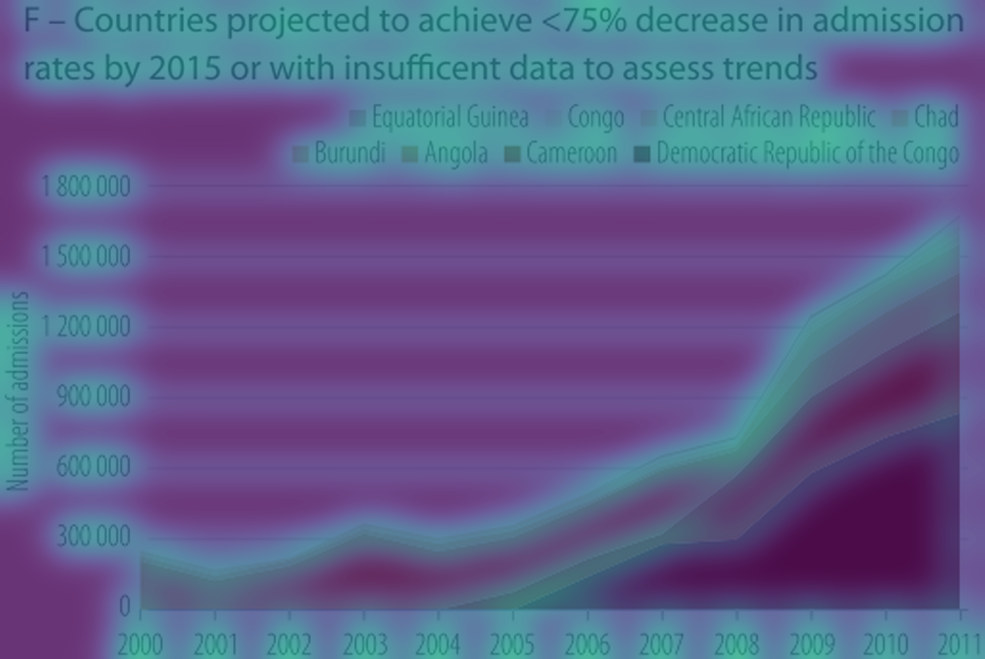 F – Countries projected to achieve <75% decrease in admission
rates by 2015 or with insufficent data to assess trends
Equatorial Guinea Congo Central African Republic Chad
Burundi Angola Cameroon Democratic Republic of the Congo
Number of admissions
1 800 000
1 500 000
1 200 000
900 000
600 000
300 000
0
2000 2001 2002 2003 2004 2005 2006 2007 2008 2009 2010 2011